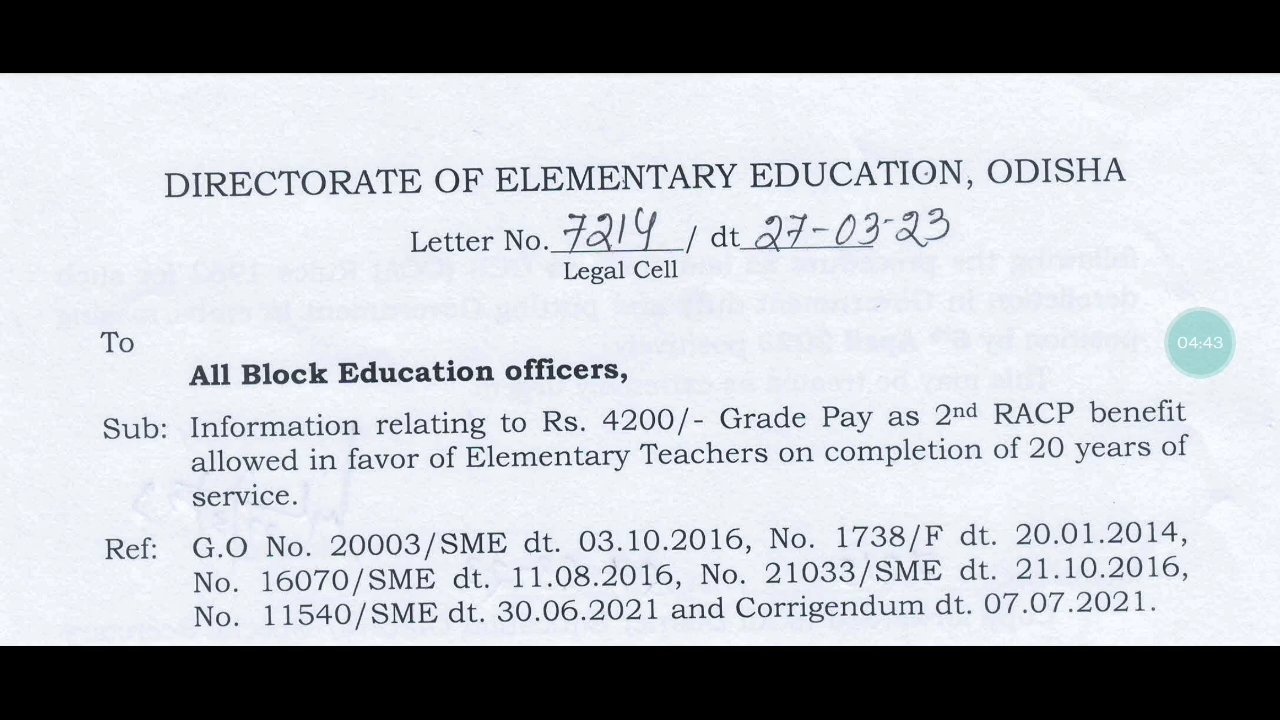 DIRECTORATE OF ELEMENTARY EDUCATION, ODISHA
Letter No. 7214 / dt 27-03-23
Legal Cell
To
All Block Education officers,
04:43
Sub: Information relating to Rs. 4200/- Grade Pay as 2nd RACP benefit
allowed in favor of Elementary Teachers on completion of 20 years of
service.
Ref: G.O No. 20003/SME dt. 03.10.2016, No. 1738/F dt. 20.01.2014,
No. 16070/SME dt. 11.08.2016, No. 21033/SME dt. 21.10.2016,
No. 11540/SME dt. 30.06.2021 and Corrigendum dt. 07.07.2021.